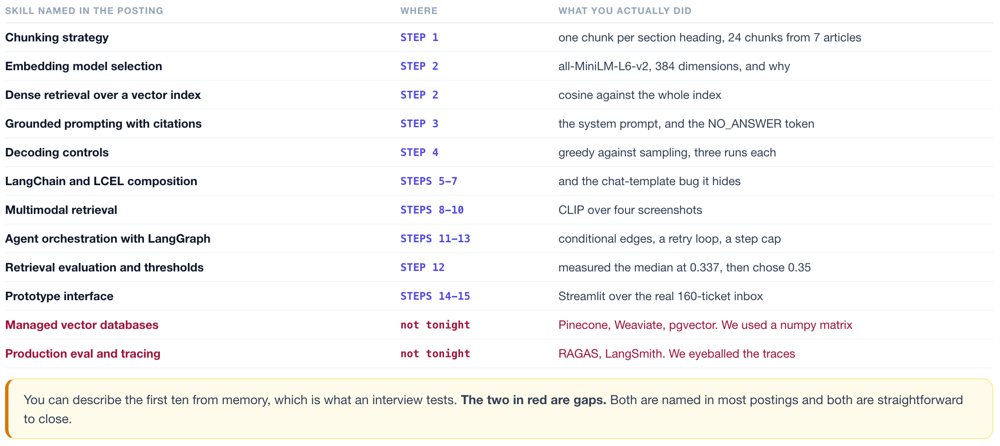 SKILL NAMED IN THE POSTING WHERE WHAT YOU ACTUALLY DID
Chunking strategy STEP 1 one chunk per section heading, 24 chunks from 7 articles
Embedding model selection STEP 2 all-MiniLM-L6-v2, 384 dimensions, and why
Dense retrieval over a vector index STEP 2 cosine against the whole index
Grounded prompting with citations STEP 3 the system prompt, and the NO_ANSWER token
Decoding controls STEP 4 greedy against sampling, three runs each
LangChain and LCEL composition STEPS 5–7 and the chat-template bug it hides
Multimodal retrieval STEPS 8–10 CLIP over four screenshots
Agent orchestration with LangGraph STEPS 11–13 conditional edges, a retry loop, a step cap
Retrieval evaluation and thresholds STEP 12 measured the median at 0.337, then chose 0.35
Prototype interface STEPS 14–15 Streamlit over the real 160-ticket inbox
Managed vector databases not tonight Pinecone, Weaviate, pgvector. We used a numpy matrix
Production eval and tracing not tonight RAGAS, LangSmith. We eyeballed the traces
You can describe the first ten from memory, which is what an interview tests. The two in red are gaps. Both are named in most postings and both are straightforward
to close.